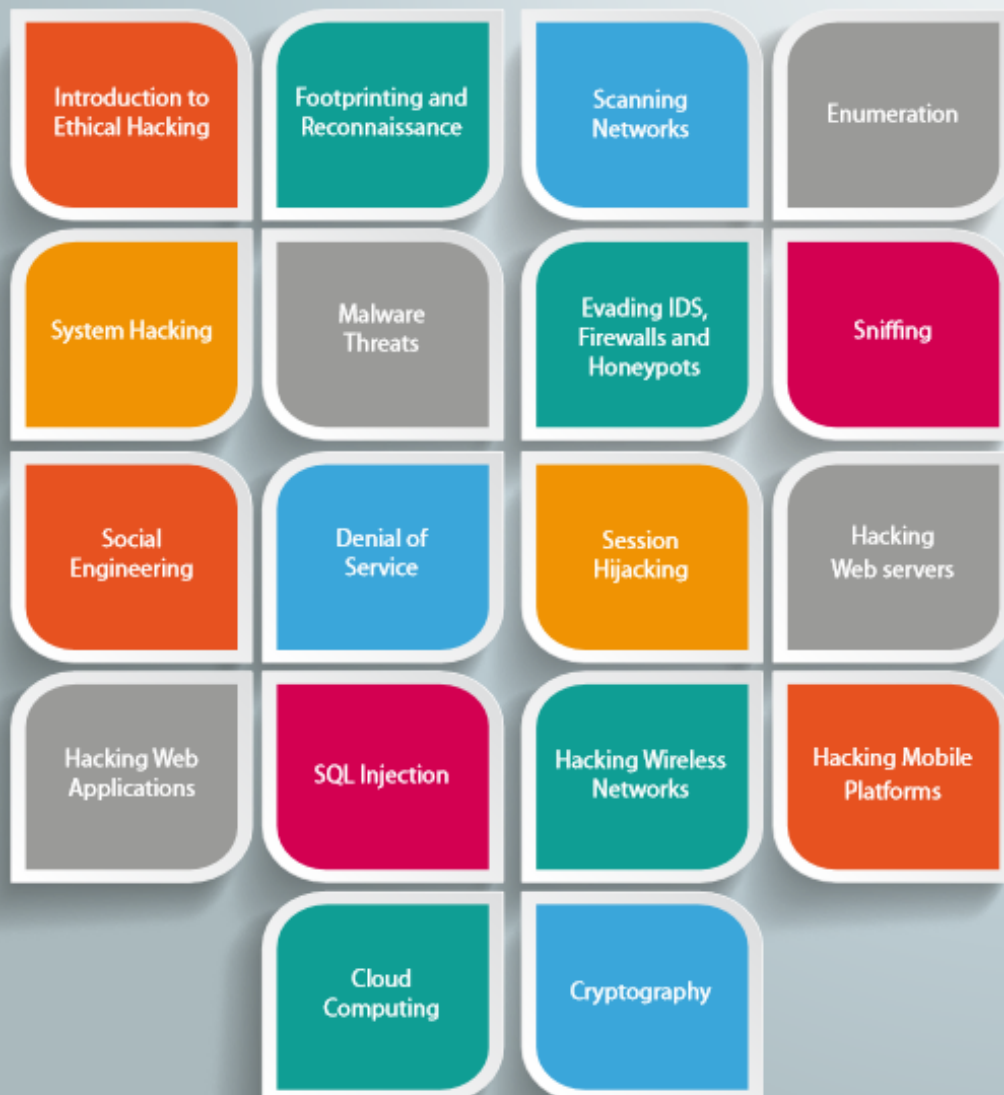 Introduction to
Ethical Hacking
Footprinting and
Reconnaissance
Scanning
Networks
Enumeration
System Hacking
Malware
Threats
Evading IDS,
Firewalls and
Honeypots
Sniffing
Social
Engineering
Denial of
Service
Session
Hijacking
Hacking
Web servers
Hacking Web
Applications
SQL Injection
Hacking Wireless
Networks
Hacking Mobile
Platforms
Cloud
Computing
Cryptography